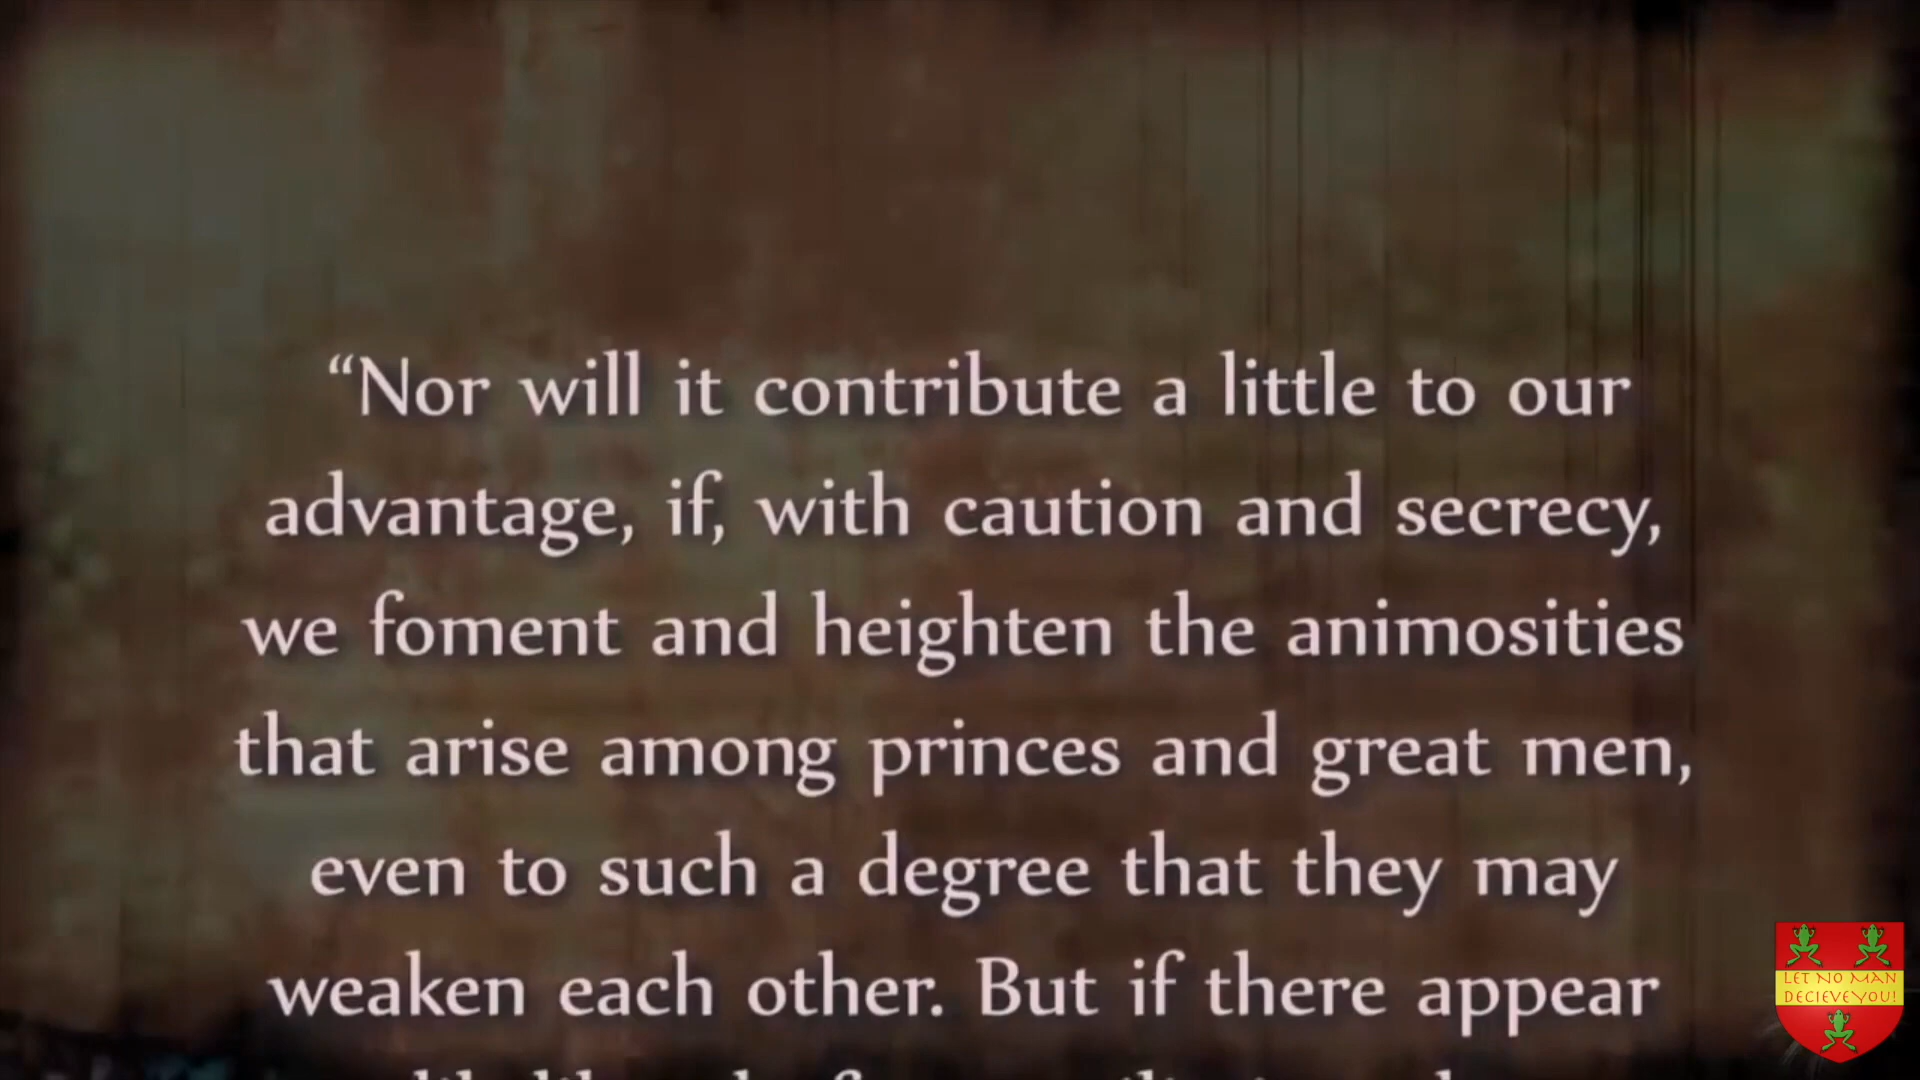 “Nor will it contribute a little to our
advantage, if, with caution and secrecy,
we foment and heighten the animosities
that arise among princes and great men,
even to such a degree that they may
weaken each other. But if there appear
LET NO MAN
DECIEVE YOU!